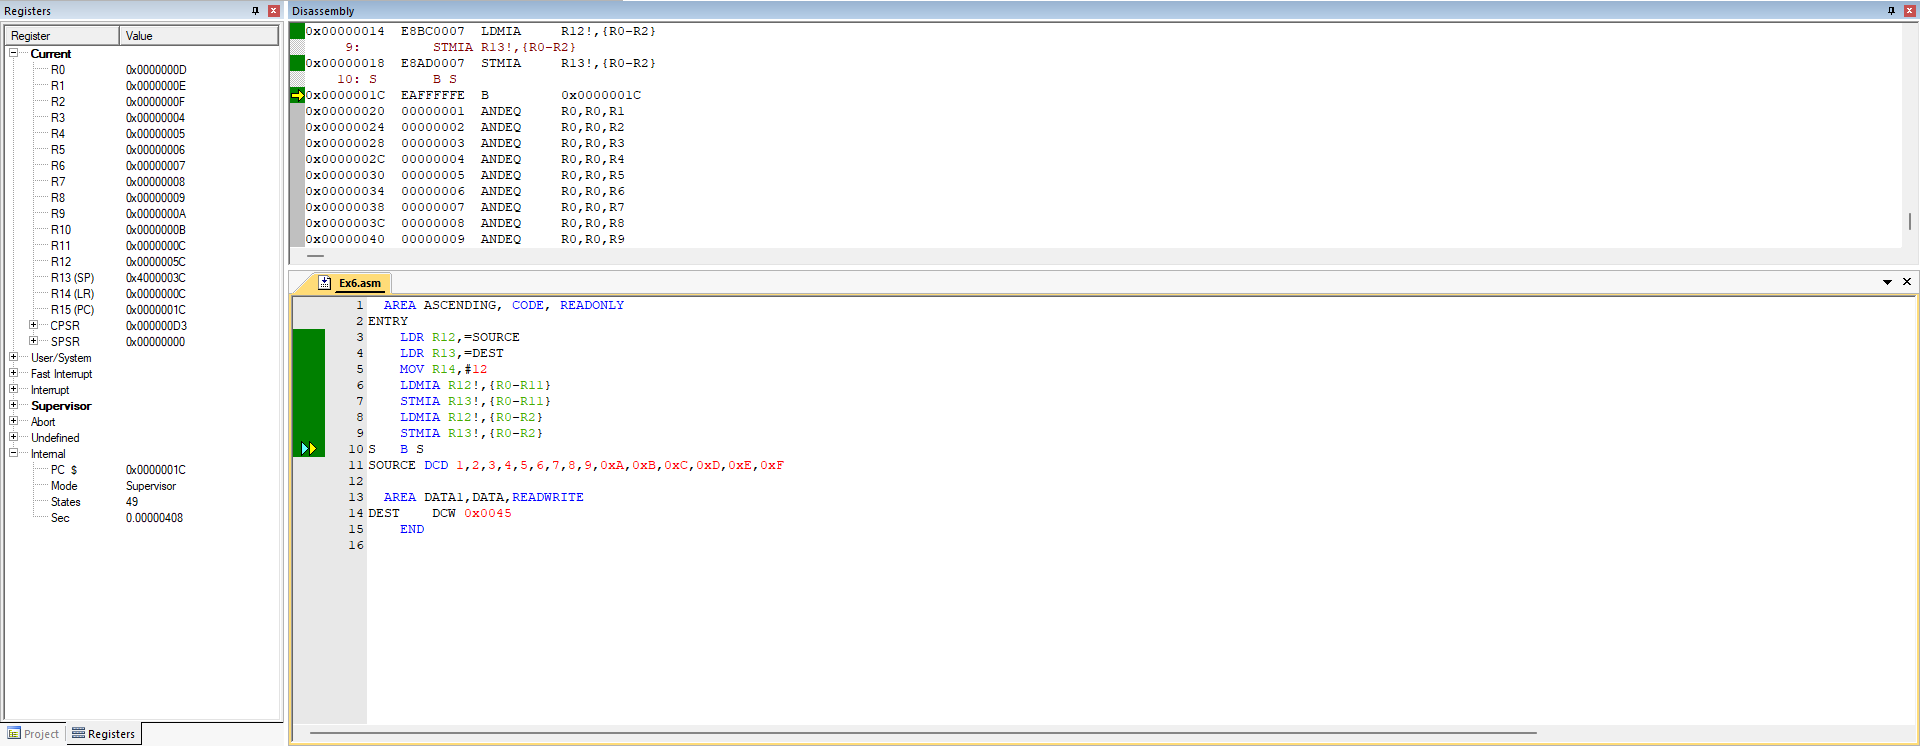 Registers
Register Value
Current
R0 0x0000000D
R1 0x0000000E
R2 0x0000000F
R3 0x00000004
R4 0x00000005
R5 0x00000006
R6 0x00000007
R7 0x00000008
R8 0x00000009
R9 0x0000000A
R10 0x0000000B
R11 0x0000000C
R12 0x0000005C
R13 (SP) 0x4000003C
R14 (LR) 0x0000000C
R15 (PC) 0x0000001C
CPSR 0x000000D3
SPSR 0x00000000
User/System
Fast Interrupt
Interrupt
Supervisor
Abort
Undefined
Internal
PC $ 0x0000001C
Mode Supervisor
States 49
Sec 0.00000408
Project Registers
Disassembly
0x00000014 E8BC0007 LDMIA R12!,{R0-R2}
9: STMIA R13!,{R0-R2}
0x00000018 E8AD0007 STMIA R13!,{R0-R2}
10: S B S
0x0000001C EAFFFFFE B 0x0000001C
0x00000020 00000001 ANDEQ R0,R0,R1
0x00000024 00000002 ANDEQ R0,R0,R2
0x00000028 00000003 ANDEQ R0,R0,R3
0x0000002C 00000004 ANDEQ R0,R0,R4
0x00000030 00000005 ANDEQ R0,R0,R5
0x00000034 00000006 ANDEQ R0,R0,R6
0x00000038 00000007 ANDEQ R0,R0,R7
0x0000003C 00000008 ANDEQ R0,R0,R8
0x00000040 00000009 ANDEQ R0,R0,R9
Ex6.asm
1 AREA ASCENDING, CODE, READONLY
2 ENTRY
3 LDR R12,=SOURCE
4 LDR R13,=DEST
5 MOV R14,#12
6 LDMIA R12!,{R0-R11}
7 STMIA R13!,{R0-R11}
8 LDMIA R12!,{R0-R2}
9 STMIA R13!,{R0-R2}
10 S B S
11 SOURCE DCD 1,2,3,4,5,6,7,8,9,0xA,0xB,0xC,0xD,0xE,0xF
12
13 AREA DATA1,DATA,READWRITE
14 DEST DCW 0x0045
15 END
16